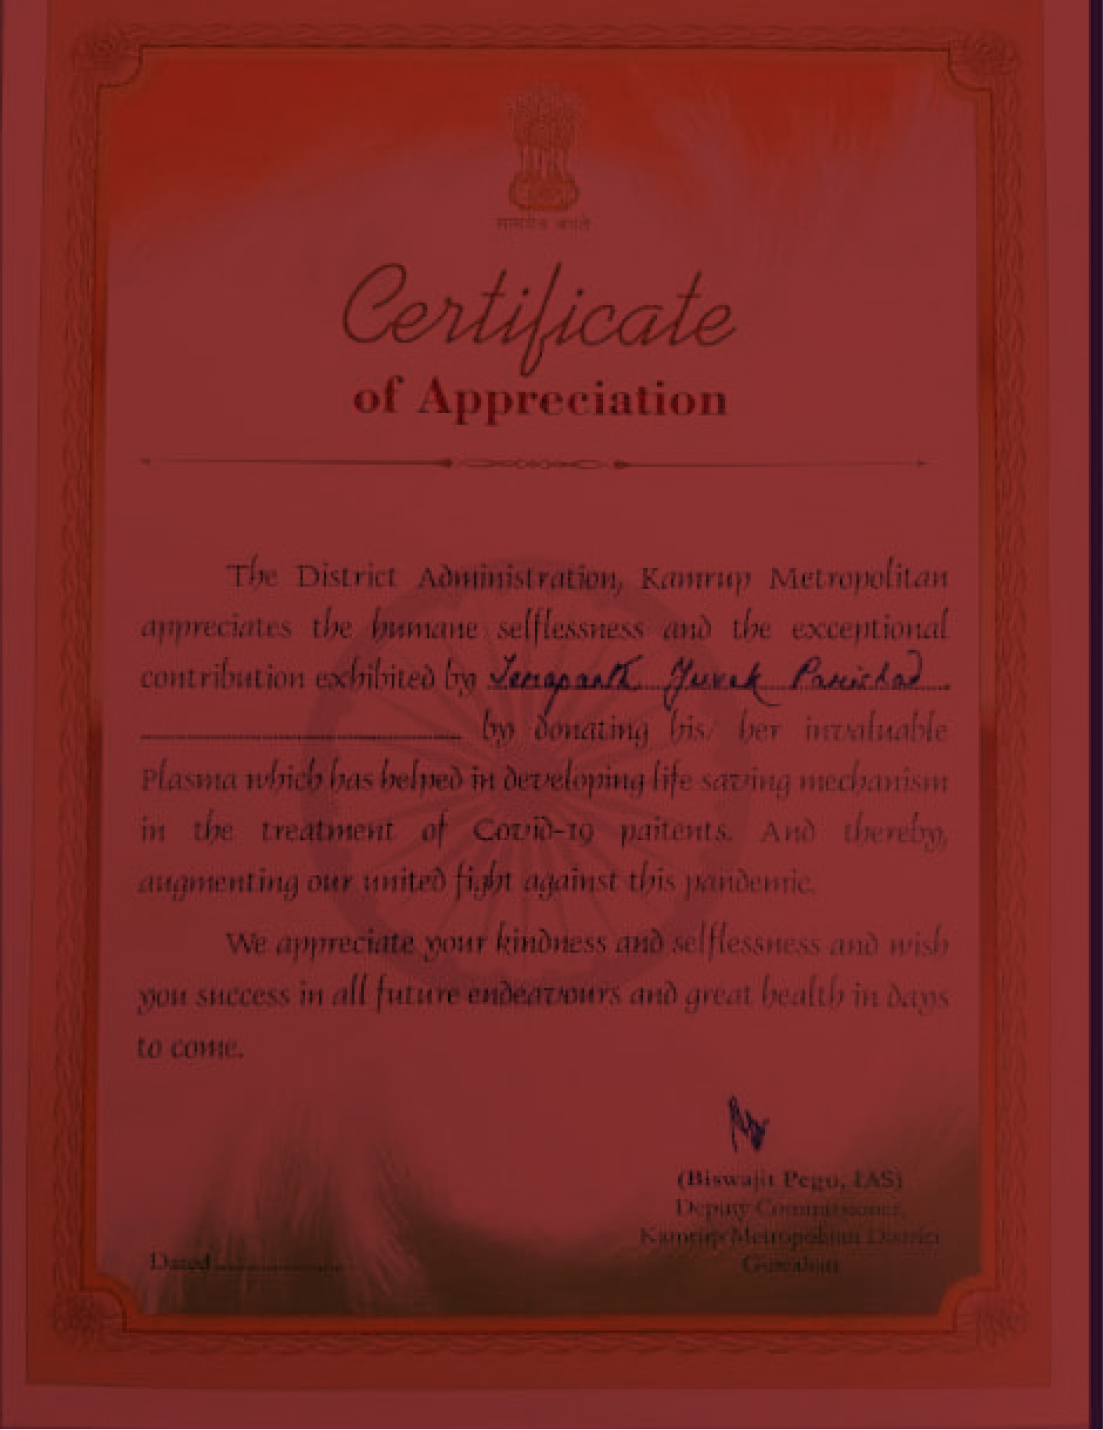 सत्यमेव जयते
Certificate
of Appreciation
The District Administration, Kamrup Metropolitan
appreciates the humane selflessness and the exceptional
contribution exhibited by Terapanth Yuvak Parishad
by donating his/ her invaluable
Plasma which has helped in developing life saving mechanism
in the treatment of Covid-19 paitents. And thereby,
augmenting our united fight against this pandemic.
We appreciate your kindness and selflessness and wish
you success in all future endeavours and great health in days
to come.
(Biswajit Pegu, IAS)
Deputy Commissioner,
Kamrup Metropolitan District
Guwahati
Dated